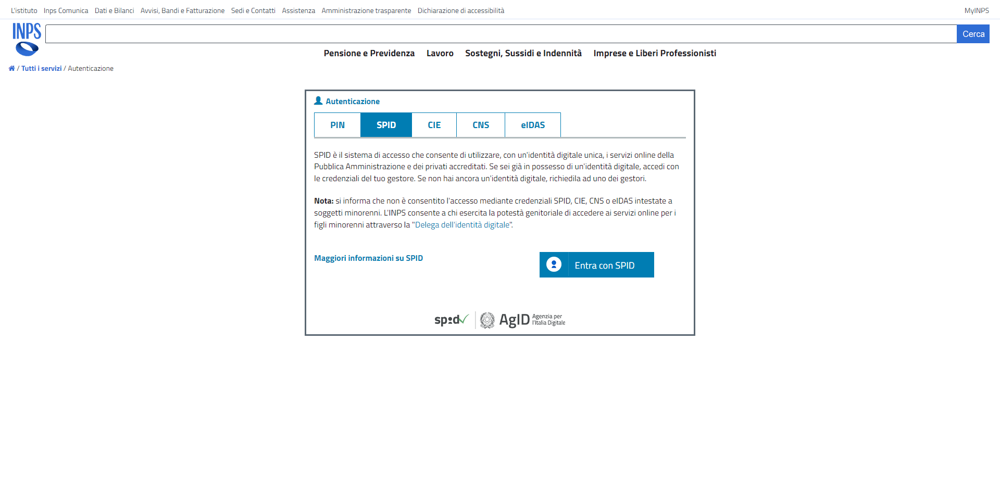 L'istituto Inps Comunica Dati e Bilanci Avvisi, Bandi e Fatturazione Sedi e Contatti Assistenza Amministrazione trasparente Dichiarazione di accessibilità MyINPS
INPS
Cerca
Pensione e Previdenza Lavoro Sostegni, Sussidi e Indennità Imprese e Liberi Professionisti
/ Tutti i servizi / Autenticazione
Autenticazione
PIN SPID CIE CNS eIDAS
SPID è il sistema di accesso che consente di utilizzare, con un'identità digitale unica, i servizi online della
Pubblica Amministrazione e dei privati accreditati. Se sei già in possesso di un'identità digitale, accedi con
le credenziali del tuo gestore. Se non hai ancora un'identità digitale, richiedila ad uno dei gestori.
Nota: si informa che non è consentito l'accesso mediante credenziali SPID, CIE, CNS o eIDAS intestate a
soggetti minorenni. L'INPS consente a chi esercita la potestà genitoriale di accedere ai servizi online per i
figli minorenni attraverso la "Delega dell'identità digitale".
Maggiori informazioni su SPID
Entra con SPID
spid AgID Agenzia per
l'Italia Digitale